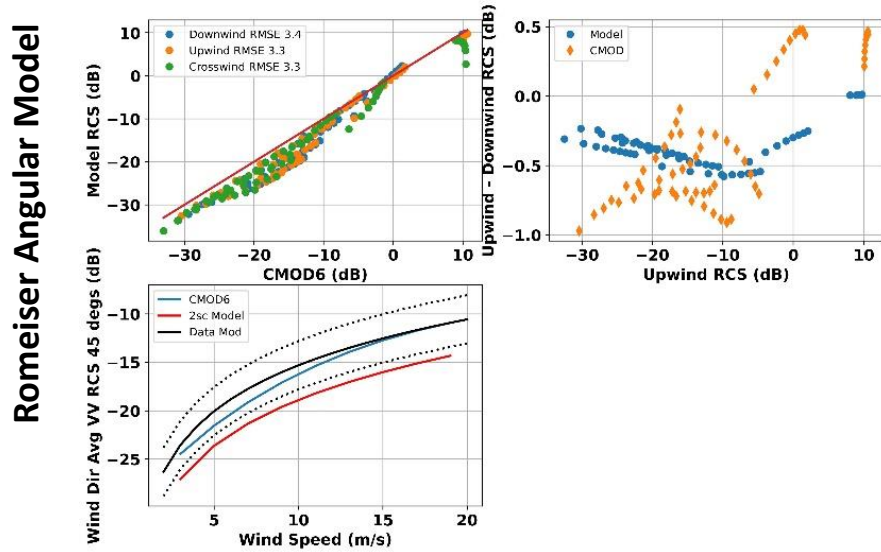 Romeiser Angular Model
Model RCS (dB)
10
0
−10
−20
−30
Downwind RMSE 3.4
Upwind RMSE 3.3
Crosswind RMSE 3.3
−30
−20
−10
0
10
CMOD6 (dB)
Upwind – Downwind RCS (dB)
0.5
0.0
−0.5
−1.0
Model
CMOD
−30
−20
−10
0
10
Upwind RCS (dB)
Wind Dir Avg VV RCS 45 degs (dB)
−10
−15
−20
−25
CMOD6
2sc Model
Data Mod
5
10
15
20
Wind Speed (m/s)